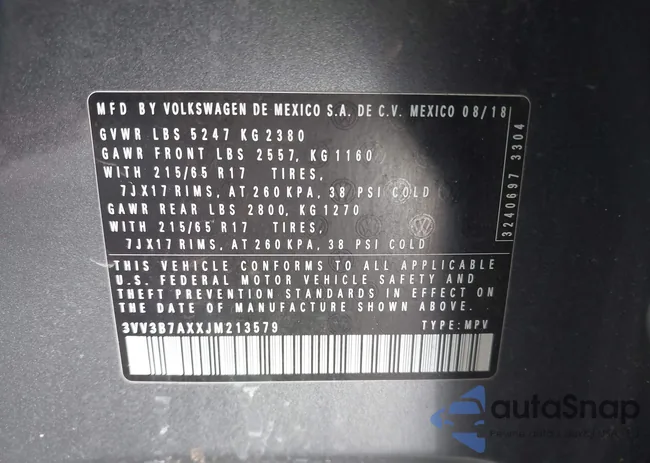 MFD BY VOLKSWAGEN DE MEXICO S.A. DE C.V. MEXICO 08/18
GVWR LBS 5247 KG 2380
GAWR FRONT LBS 2557, KG 1160
WITH 215/65 R17 TIRES,
7JX17 RIMS, AT 260 KPA, 38 PSI COLD
GAWR REAR LBS 2800, KG 1270
WITH 215/65 R17 TIRES,
7JX17 RIMS, AT 260 KPA, 38 PSI COLD
3240697 3304
THIS VEHICLE CONFORMS TO ALL APPLICABLE
U.S. FEDERAL MOTOR VEHICLE SAFETY AND
THEFT PREVENTION STANDARDS IN EFFECT ON
THE DATE OF MANUFACTURE SHOWN ABOVE.
3VV3B7AXXJM213579 TYPE: MPV
autoSnap